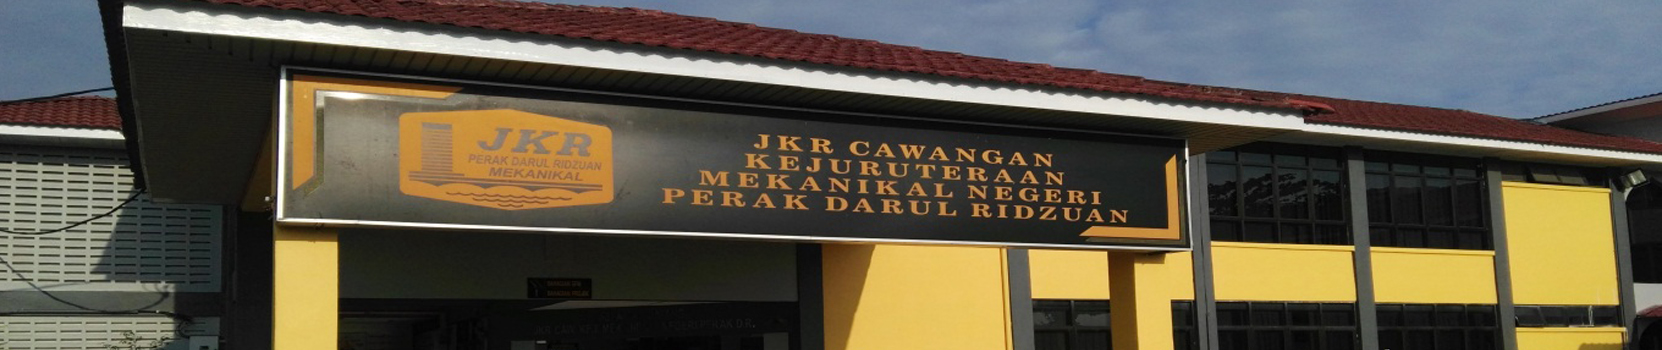 JKR
PERAK DARUL RIDZUAN
MEKANIKAL
JKR CAWANGAN
KEJURUTERAAN
MEKANIKAL NEGERI
PERAK DARUL RIDZUAN